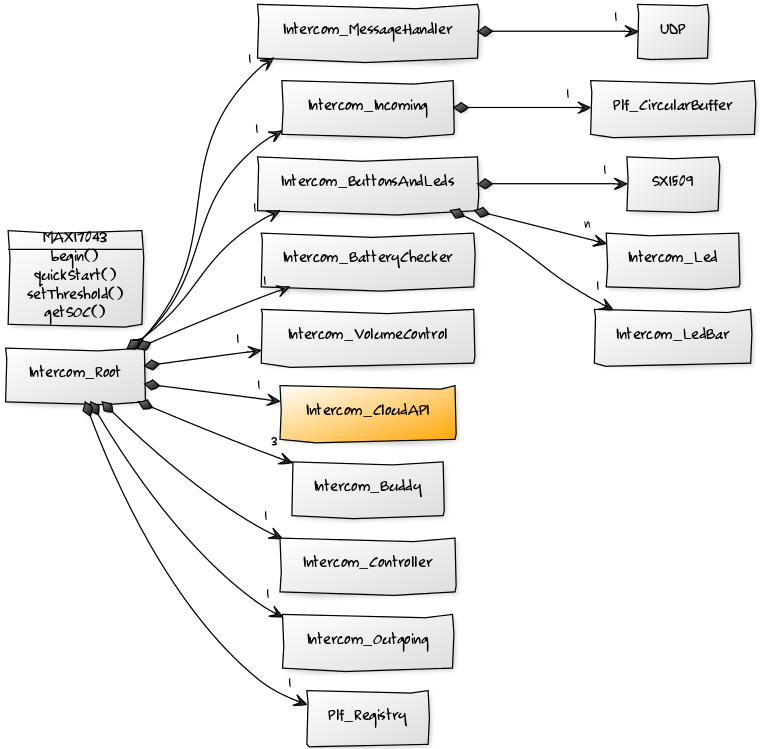 Intercom_MessageHandler
1
UDP
1
Intercom_Incoming
1
Plf_CircularBuffer
1
Intercom_ButtonsAndLeds
1
SX1509
1
n
Intercom_Led
1
Intercom_LedBar
MAX17043
begin()
quickStart()
setThreshold()
getSOC()
Intercom_BatteryChecker
1
Intercom_VolumeControl
1
Intercom_Root
Intercom_CloudAPI
1
Intercom_Buddy
3
Intercom_Controller
1
Intercom_Outgoing
1
Plf_Registry
1